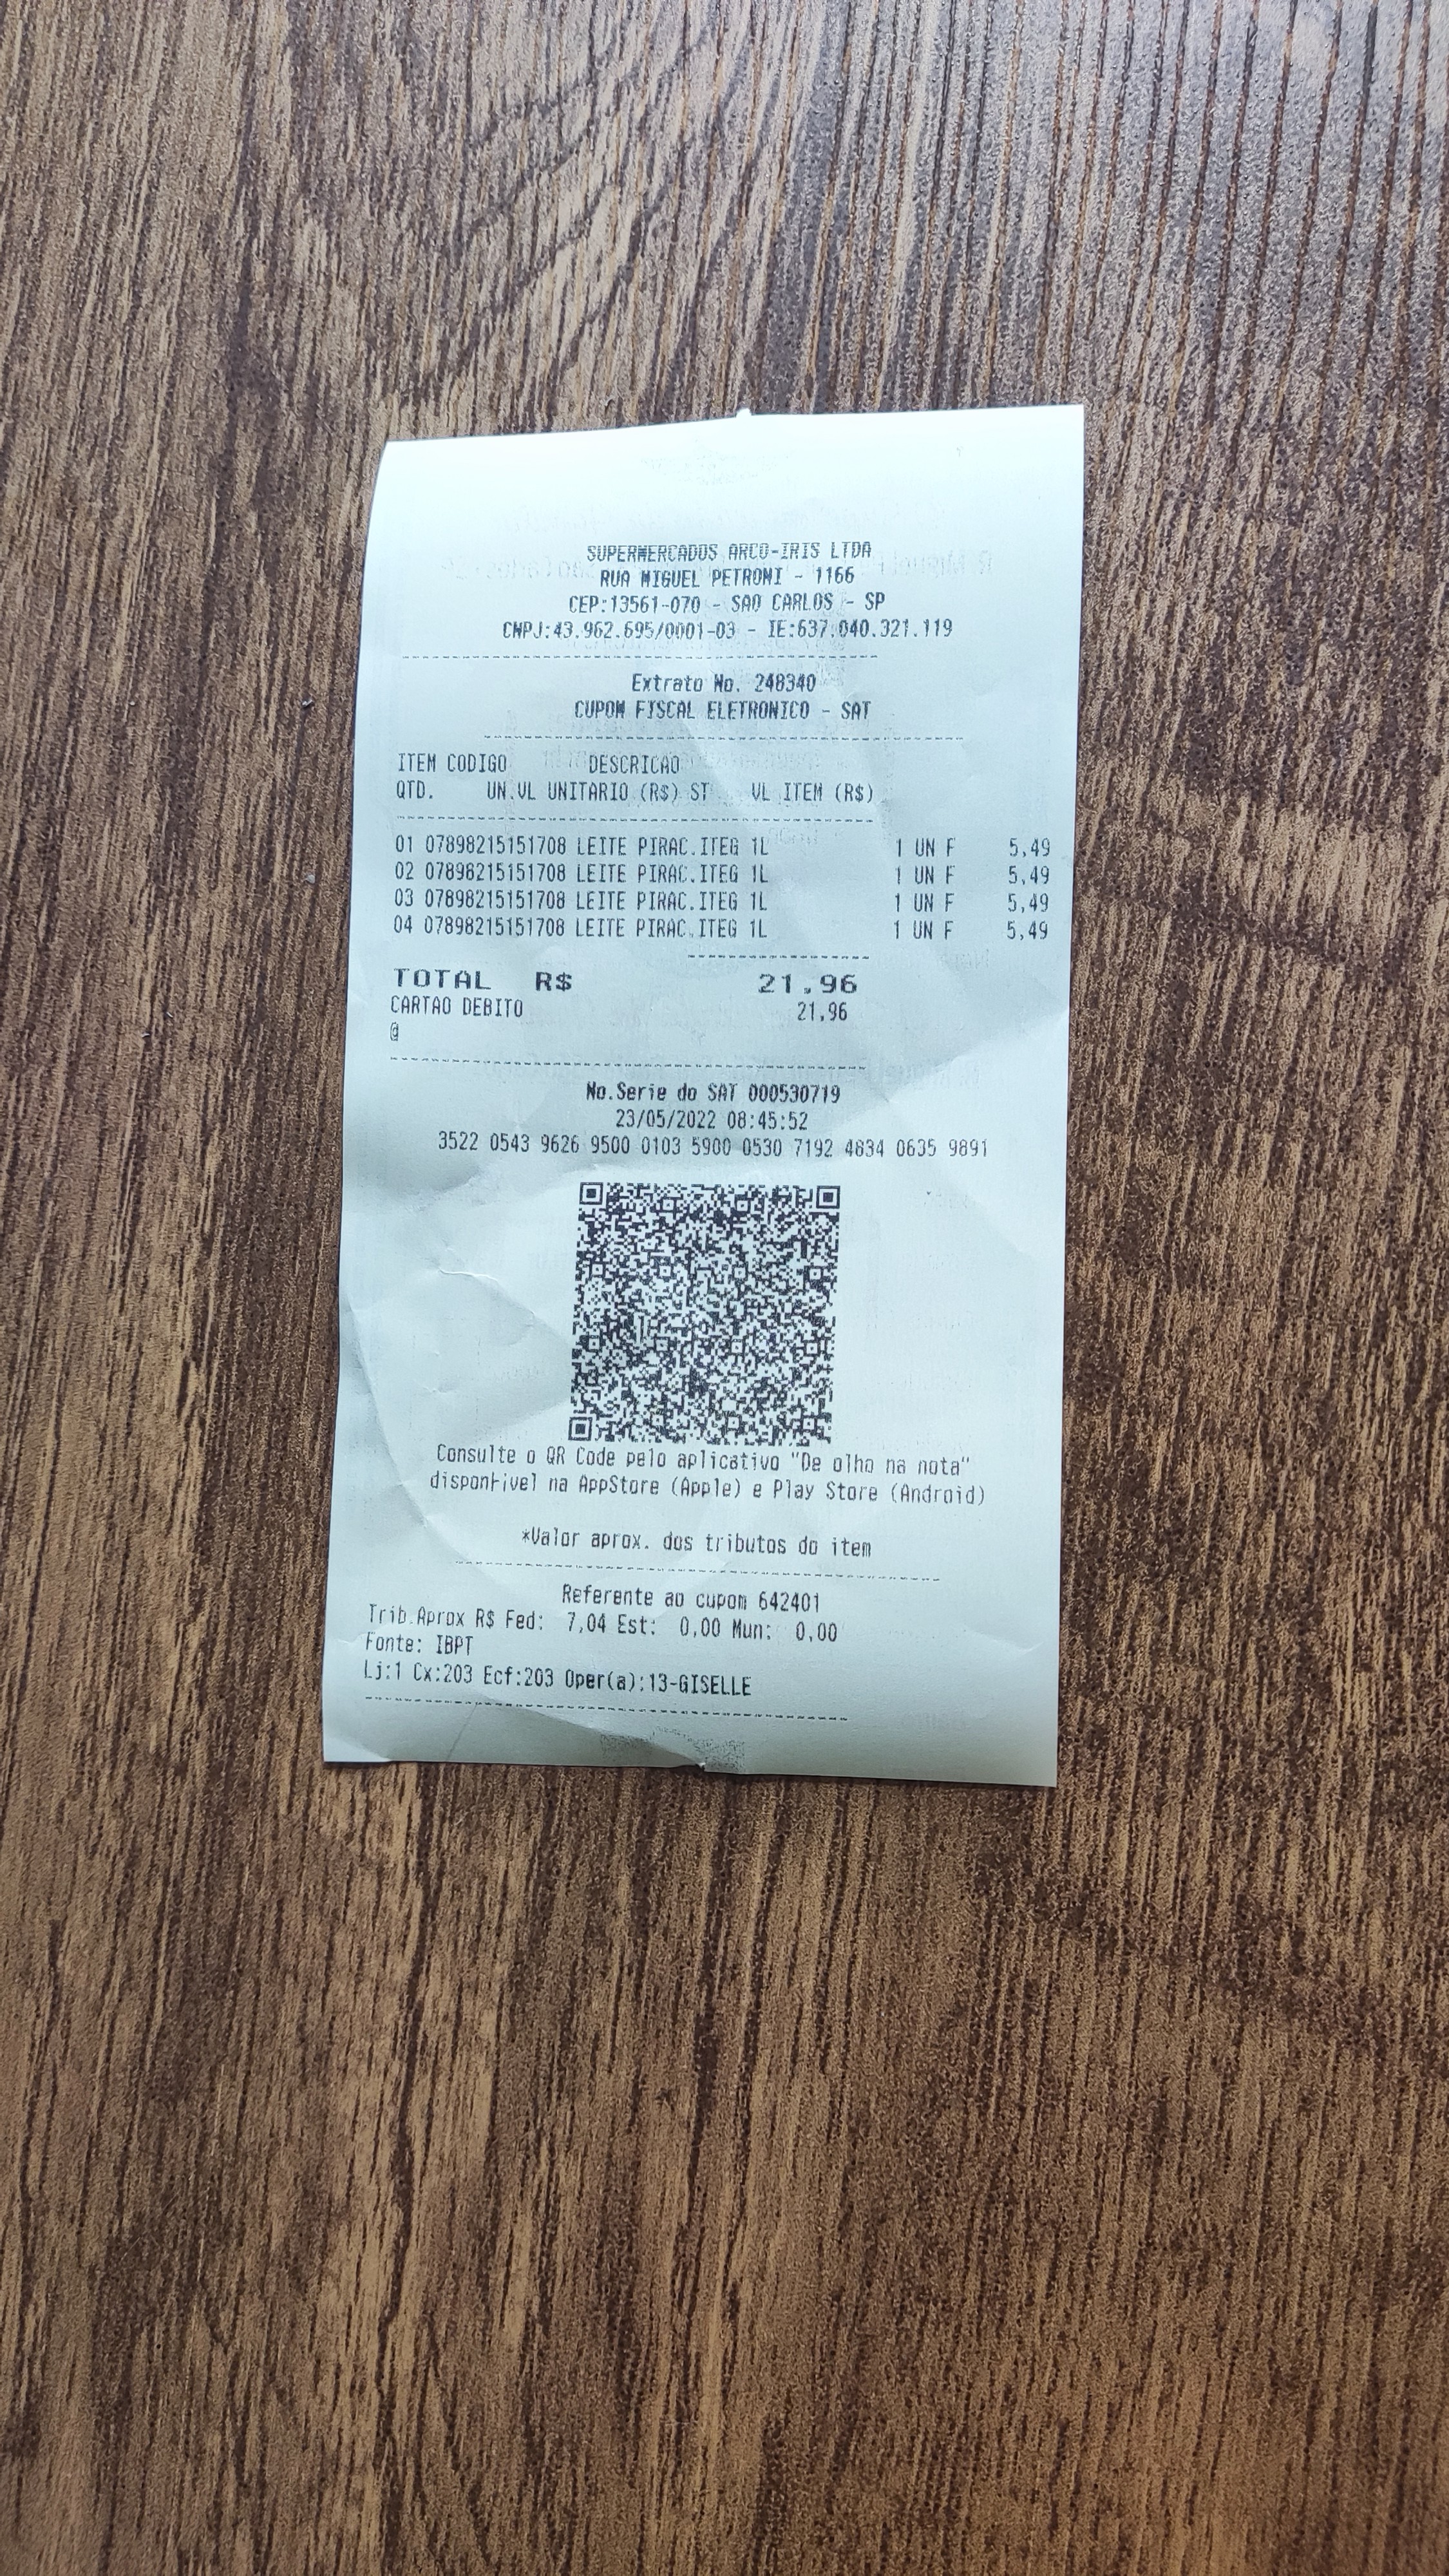 SUPERMERCADOS ARCO-IRIS LTDA
RUA MIGUEL PETRONI - 1166
CEP:13561-070 - SAO CARLOS - SP
CNPJ:43.962.695/0001-03 - IE:637.040.321.119
Extrato No. 248340
CUPOM FISCAL ELETRONICO - SAT
ITEM CODIGO DESCRICAO
QTD. UN.VL UNITARIO (R$) ST VL ITEM (R$)
01 07898215151708 LEITE PIRAC.ITEG 1L 1 UN F 5,49
02 07898215151708 LEITE PIRAC.ITEG 1L 1 UN F 5,49
03 07898215151708 LEITE PIRAC.ITEG 1L 1 UN F 5,49
04 07898215151708 LEITE PIRAC.ITEG 1L 1 UN F 5,49
TOTAL R$ 21,96
CARTAO DEBITO 21,96
@
No.Serie do SAT 000530719
23/05/2022 08:45:52
3522 0543 9626 9500 0103 5900 0530 7192 4834 0635 9891
Consulte o QR Code pelo aplicativo "De olho na nota"
disponível na AppStore (Apple) e Play Store (Android)
*Valor aprox. dos tributos do item
Referente ao cupom 642401
Trib.Aprox R$ Fed: 7,04 Est: 0,00 Mun: 0,00
Fonte: IBPT
Lj:1 Cx:203 Ecf:203 Oper(a):13-GISELLE